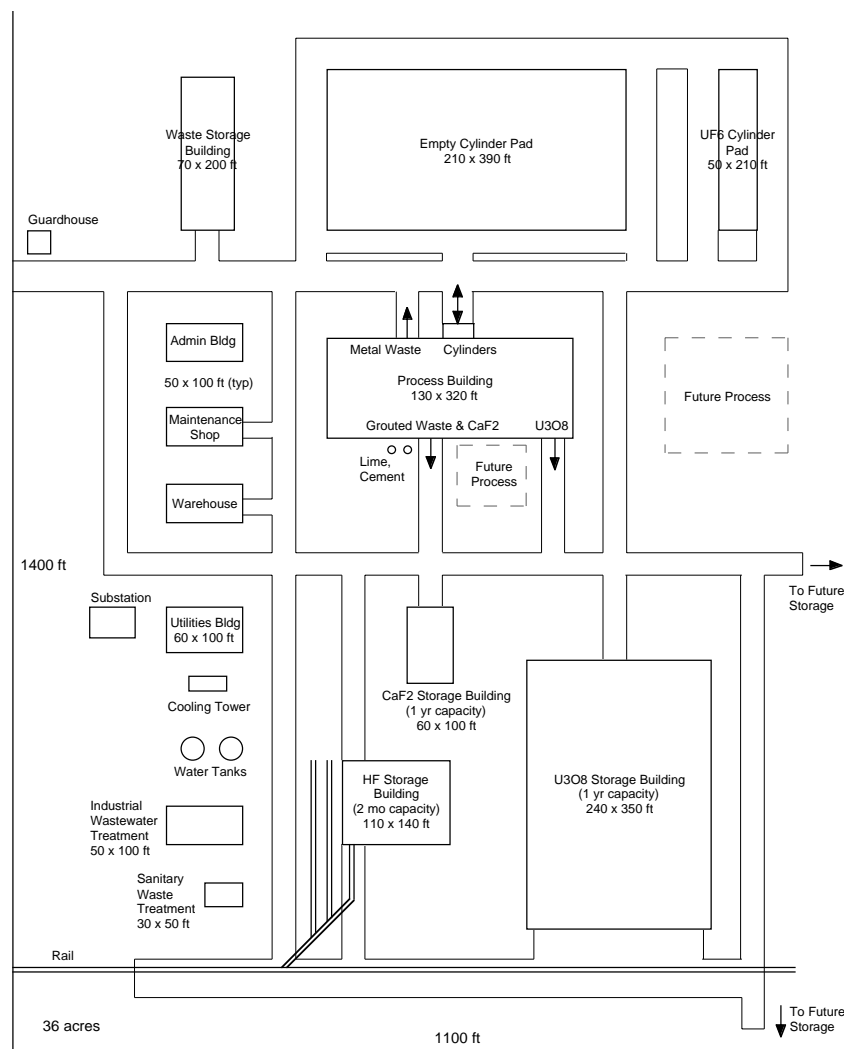 Waste Storage
Building
70 x 200 ft
Empty Cylinder Pad
210 x 390 ft
UF6 Cylinder
Pad
50 x 210 ft
Guardhouse
Admin Bldg
50 x 100 ft (typ)
Maintenance
Shop
Warehouse
Metal Waste
Cylinders
Process Building
130 x 320 ft
Grouted Waste & CaF2
U3O8
Lime,
Cement
Future
Process
Future Process
1400 ft
To Future
Storage
Substation
Utilities Bldg
60 x 100 ft
Cooling Tower
CaF2 Storage Building
(1 yr capacity)
60 x 100 ft
Water Tanks
HF Storage
Building
(2 mo capacity)
110 x 140 ft
U3O8 Storage Building
(1 yr capacity)
240 x 350 ft
Industrial
Wastewater
Treatment
50 x 100 ft
Sanitary
Waste
Treatment
30 x 50 ft
Rail
36 acres
1100 ft
To Future
Storage